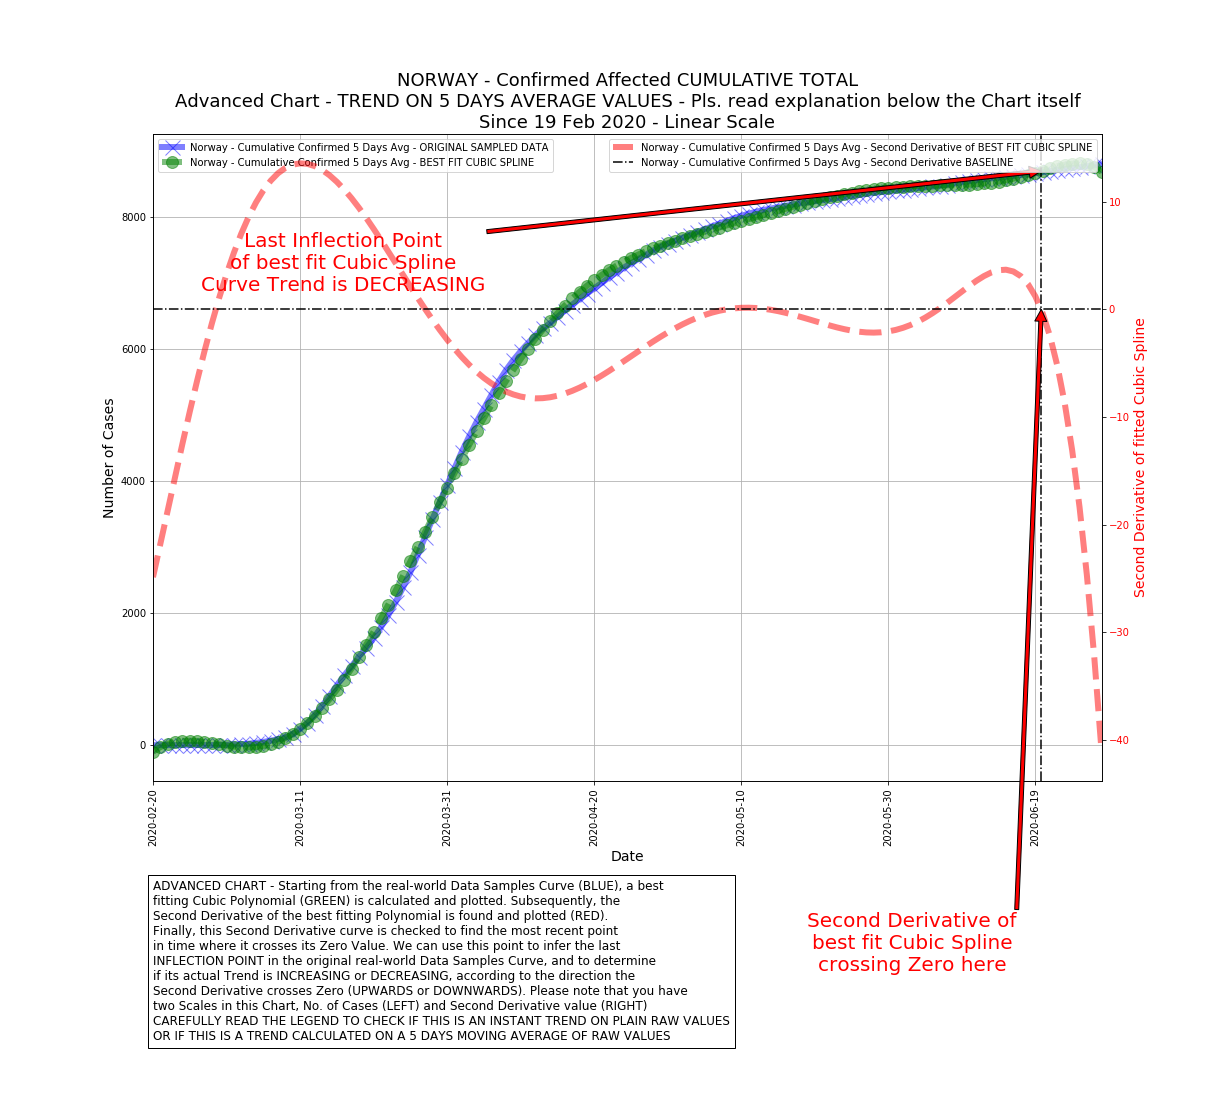 NORWAY - Confirmed Affected CUMULATIVE TOTAL
Advanced Chart - TREND ON 5 DAYS AVERAGE VALUES - Pls. read explanation below the Chart itself
Since 19 Feb 2020 - Linear Scale
Norway - Cumulative Confirmed 5 Days Avg - ORIGINAL SAMPLED DATA
Norway - Cumulative Confirmed 5 Days Avg - BEST FIT CUBIC SPLINE
Norway - Cumulative Confirmed 5 Days Avg - Second Derivative of BEST FIT CUBIC SPLINE
Norway - Cumulative Confirmed 5 Days Avg - Second Derivative BASELINE
Last Inflection Point
of best fit Cubic Spline
Curve Trend is DECREASING
Number of Cases
8000
6000
4000
2000
0
10
0
−10
−20
−30
−40
Second Derivative of fitted Cubic Spline
2020-02-20
2020-03-11
2020-03-31
2020-04-20
2020-05-10
2020-05-30
2020-06-19
Date
ADVANCED CHART - Starting from the real-world Data Samples Curve (BLUE), a best
fitting Cubic Polynomial (GREEN) is calculated and plotted. Subsequently, the
Second Derivative of the best fitting Polynomial is found and plotted (RED).
Finally, this Second Derivative curve is checked to find the most recent point
in time where it crosses its Zero Value. We can use this point to infer the last
INFLECTION POINT in the original real-world Data Samples Curve, and to determine
if its actual Trend is INCREASING or DECREASING, according to the direction the
Second Derivative crosses Zero (UPWARDS or DOWNWARDS). Please note that you have
two Scales in this Chart, No. of Cases (LEFT) and Second Derivative value (RIGHT)
CAREFULLY READ THE LEGEND TO CHECK IF THIS IS AN INSTANT TREND ON PLAIN RAW VALUES
OR IF THIS IS A TREND CALCULATED ON A 5 DAYS MOVING AVERAGE OF RAW VALUES
Second Derivative of
best fit Cubic Spline
crossing Zero here